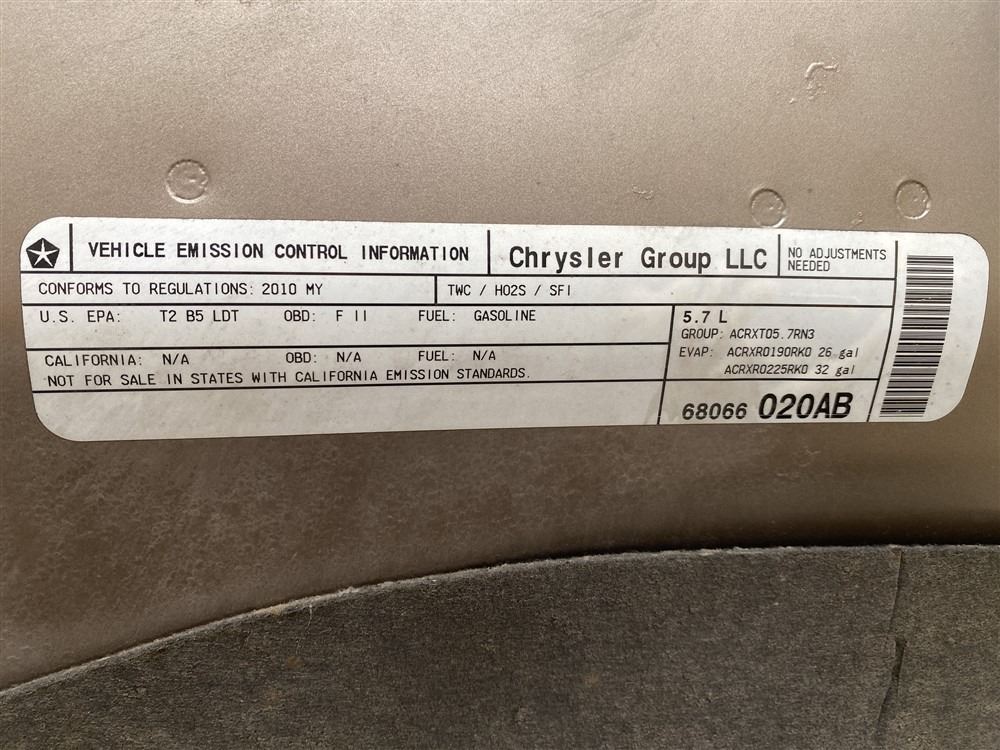 VEHICLE EMISSION CONTROL INFORMATION
Chrysler Group LLC
NO ADJUSTMENTS
NEEDED
CONFORMS TO REGULATIONS: 2010 MY
TWC / HO2S / SFI
U.S. EPA: T2 B5 LDT OBD: F II FUEL: GASOLINE
5.7 L
GROUP: ACRXT05.7RN3
EVAP: ACRXR0190RK0 26 gal
ACRXR0225RK0 32 gal
CALIFORNIA: N/A OBD: N/A FUEL: N/A
NOT FOR SALE IN STATES WITH CALIFORNIA EMISSION STANDARDS.
68066 020AB